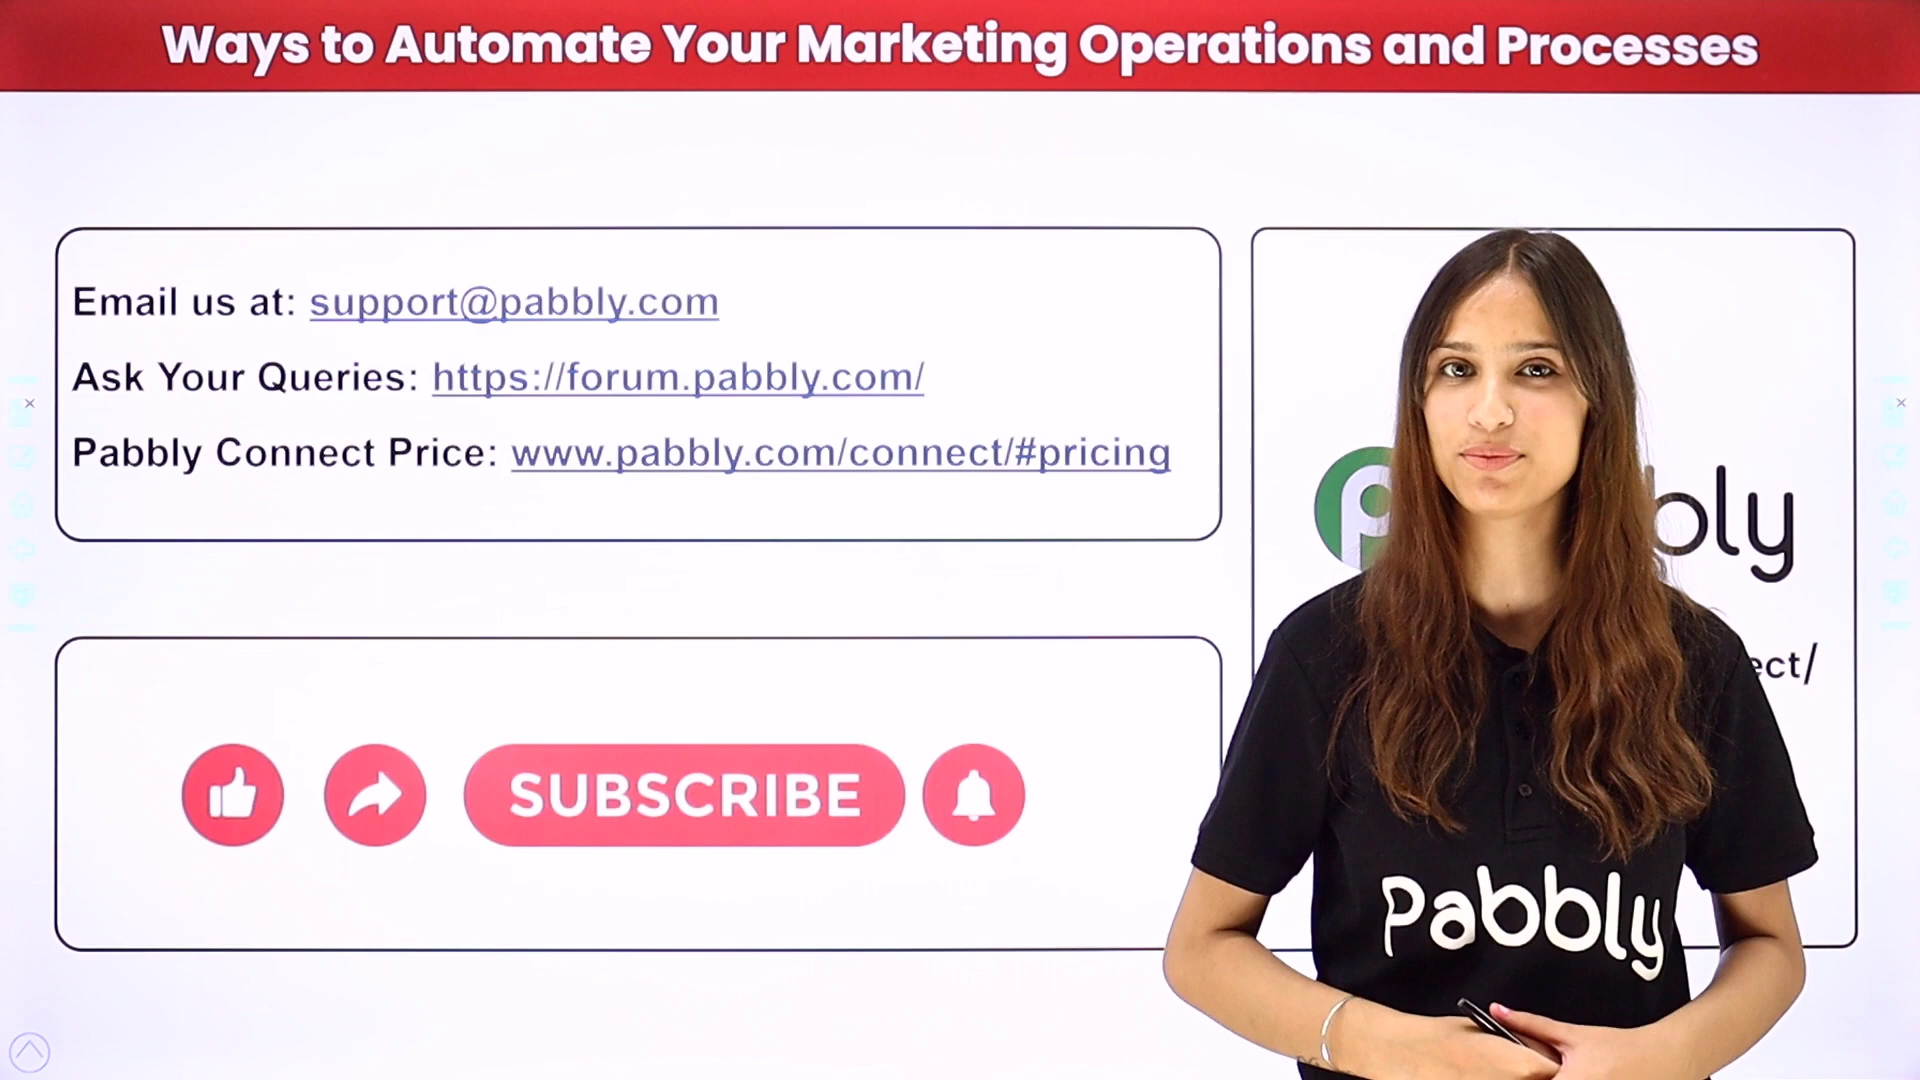 Ways to Automate Your Marketing Operations and Processes
Email us at: support@pabbly.com
Ask Your Queries: https://forum.pabbly.com/
Pabbly Connect Price: www.pabbly.com/connect/#pricing
SUBSCRIBE
bly
ect/
Pabbly